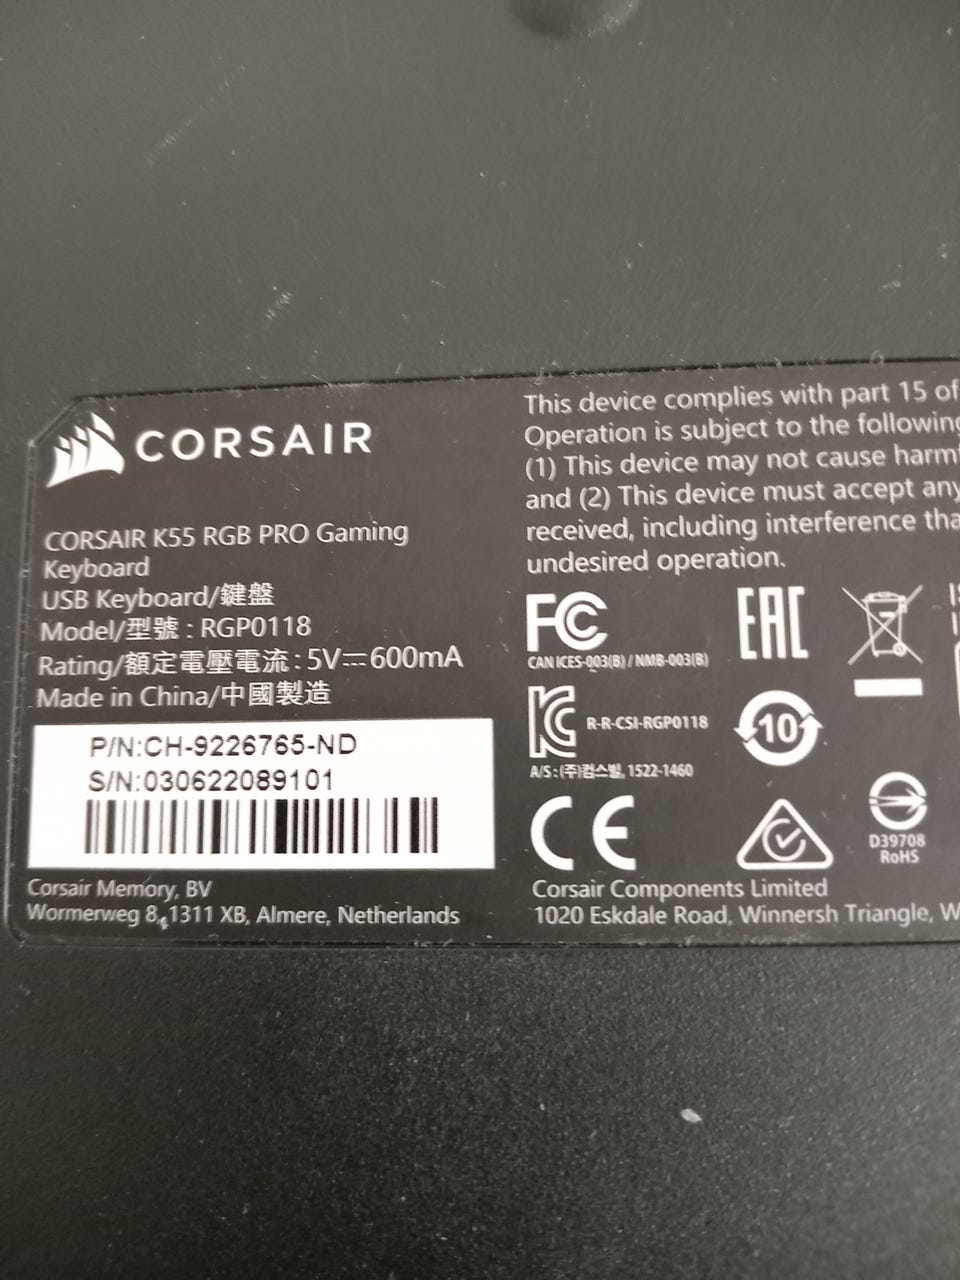 CORSAIR
CORSAIR K55 RGB PRO Gaming
Keyboard
USB Keyboard/鍵盤
Model/型號 : RGP0118
Rating/額定電壓電流 : 5V⎓600mA
Made in China/中國製造
P/N:CH-9226765-ND
S/N:030622089101
Corsair Memory, BV
Wormerweg 8, 1311 XB, Almere, Netherlands
This device complies with part 15 of
Operation is subject to the following
(1) This device may not cause harm
and (2) This device must accept any
received, including interference tha
undesired operation.
FC
EAC
CAN ICES-003(B) / NMB-003(B)
R-R-CSI-RGP0118
10
A/S : (주)컴스빌, 1522-1460
CE
D39708
RoHS
Corsair Components Limited
1020 Eskdale Road, Winnersh Triangle, W